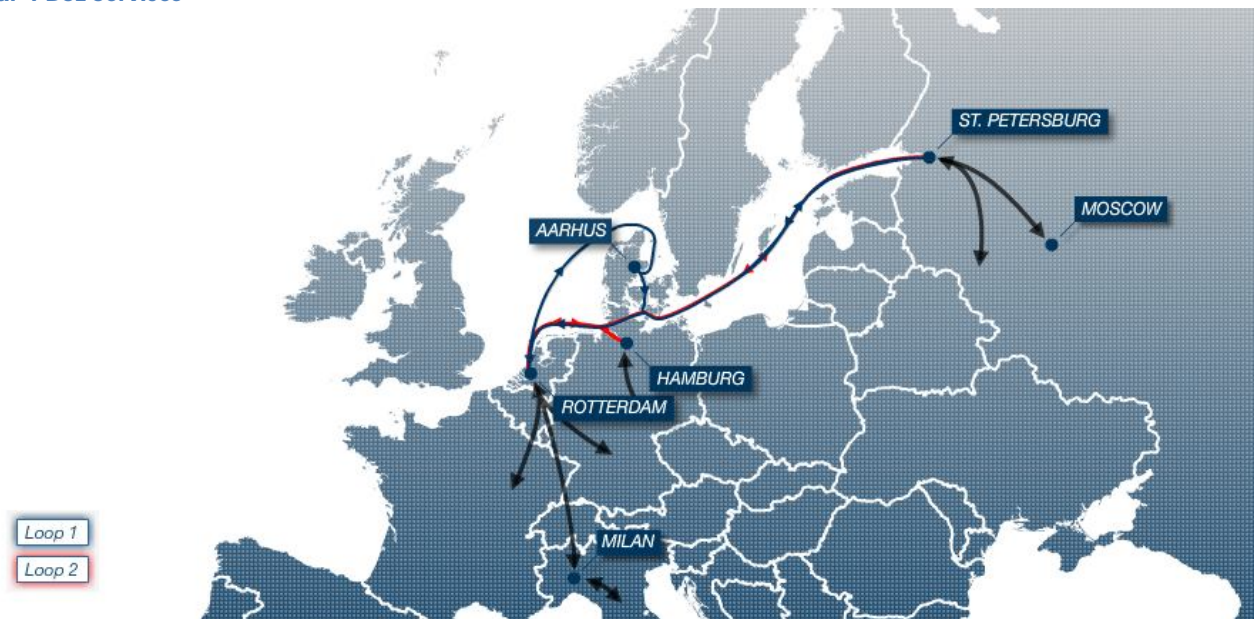 ST. PETERSBURG
MOSCOW
AARHUS
HAMBURG
ROTTERDAM
MILAN
Loop 1
Loop 2